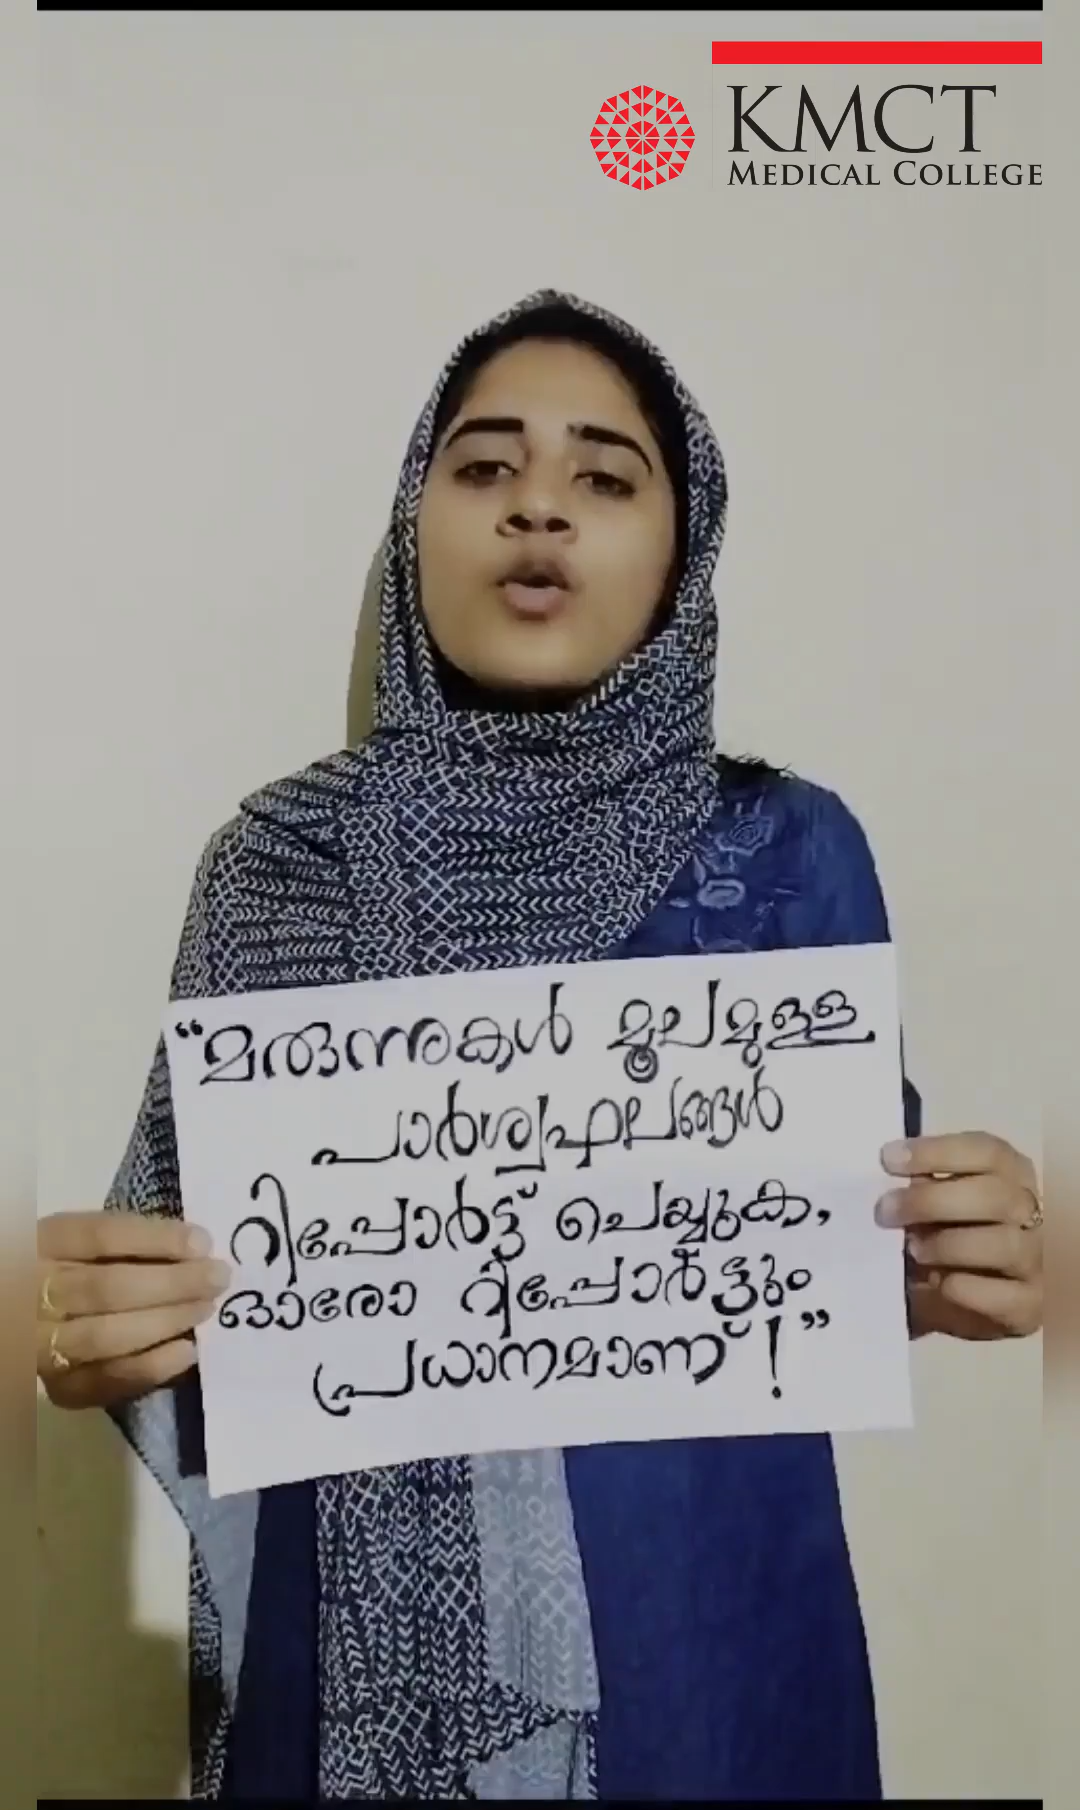 KMCT
MEDICAL COLLEGE
“മരുന്നുകൾ മൂലമുള്ള
പാർശ്വഫലങ്ങൾ
റിപ്പോർട്ട് ചെയ്യുക,
ഓരോ റിപ്പോർട്ടും
പ്രധാനമാണ്!”